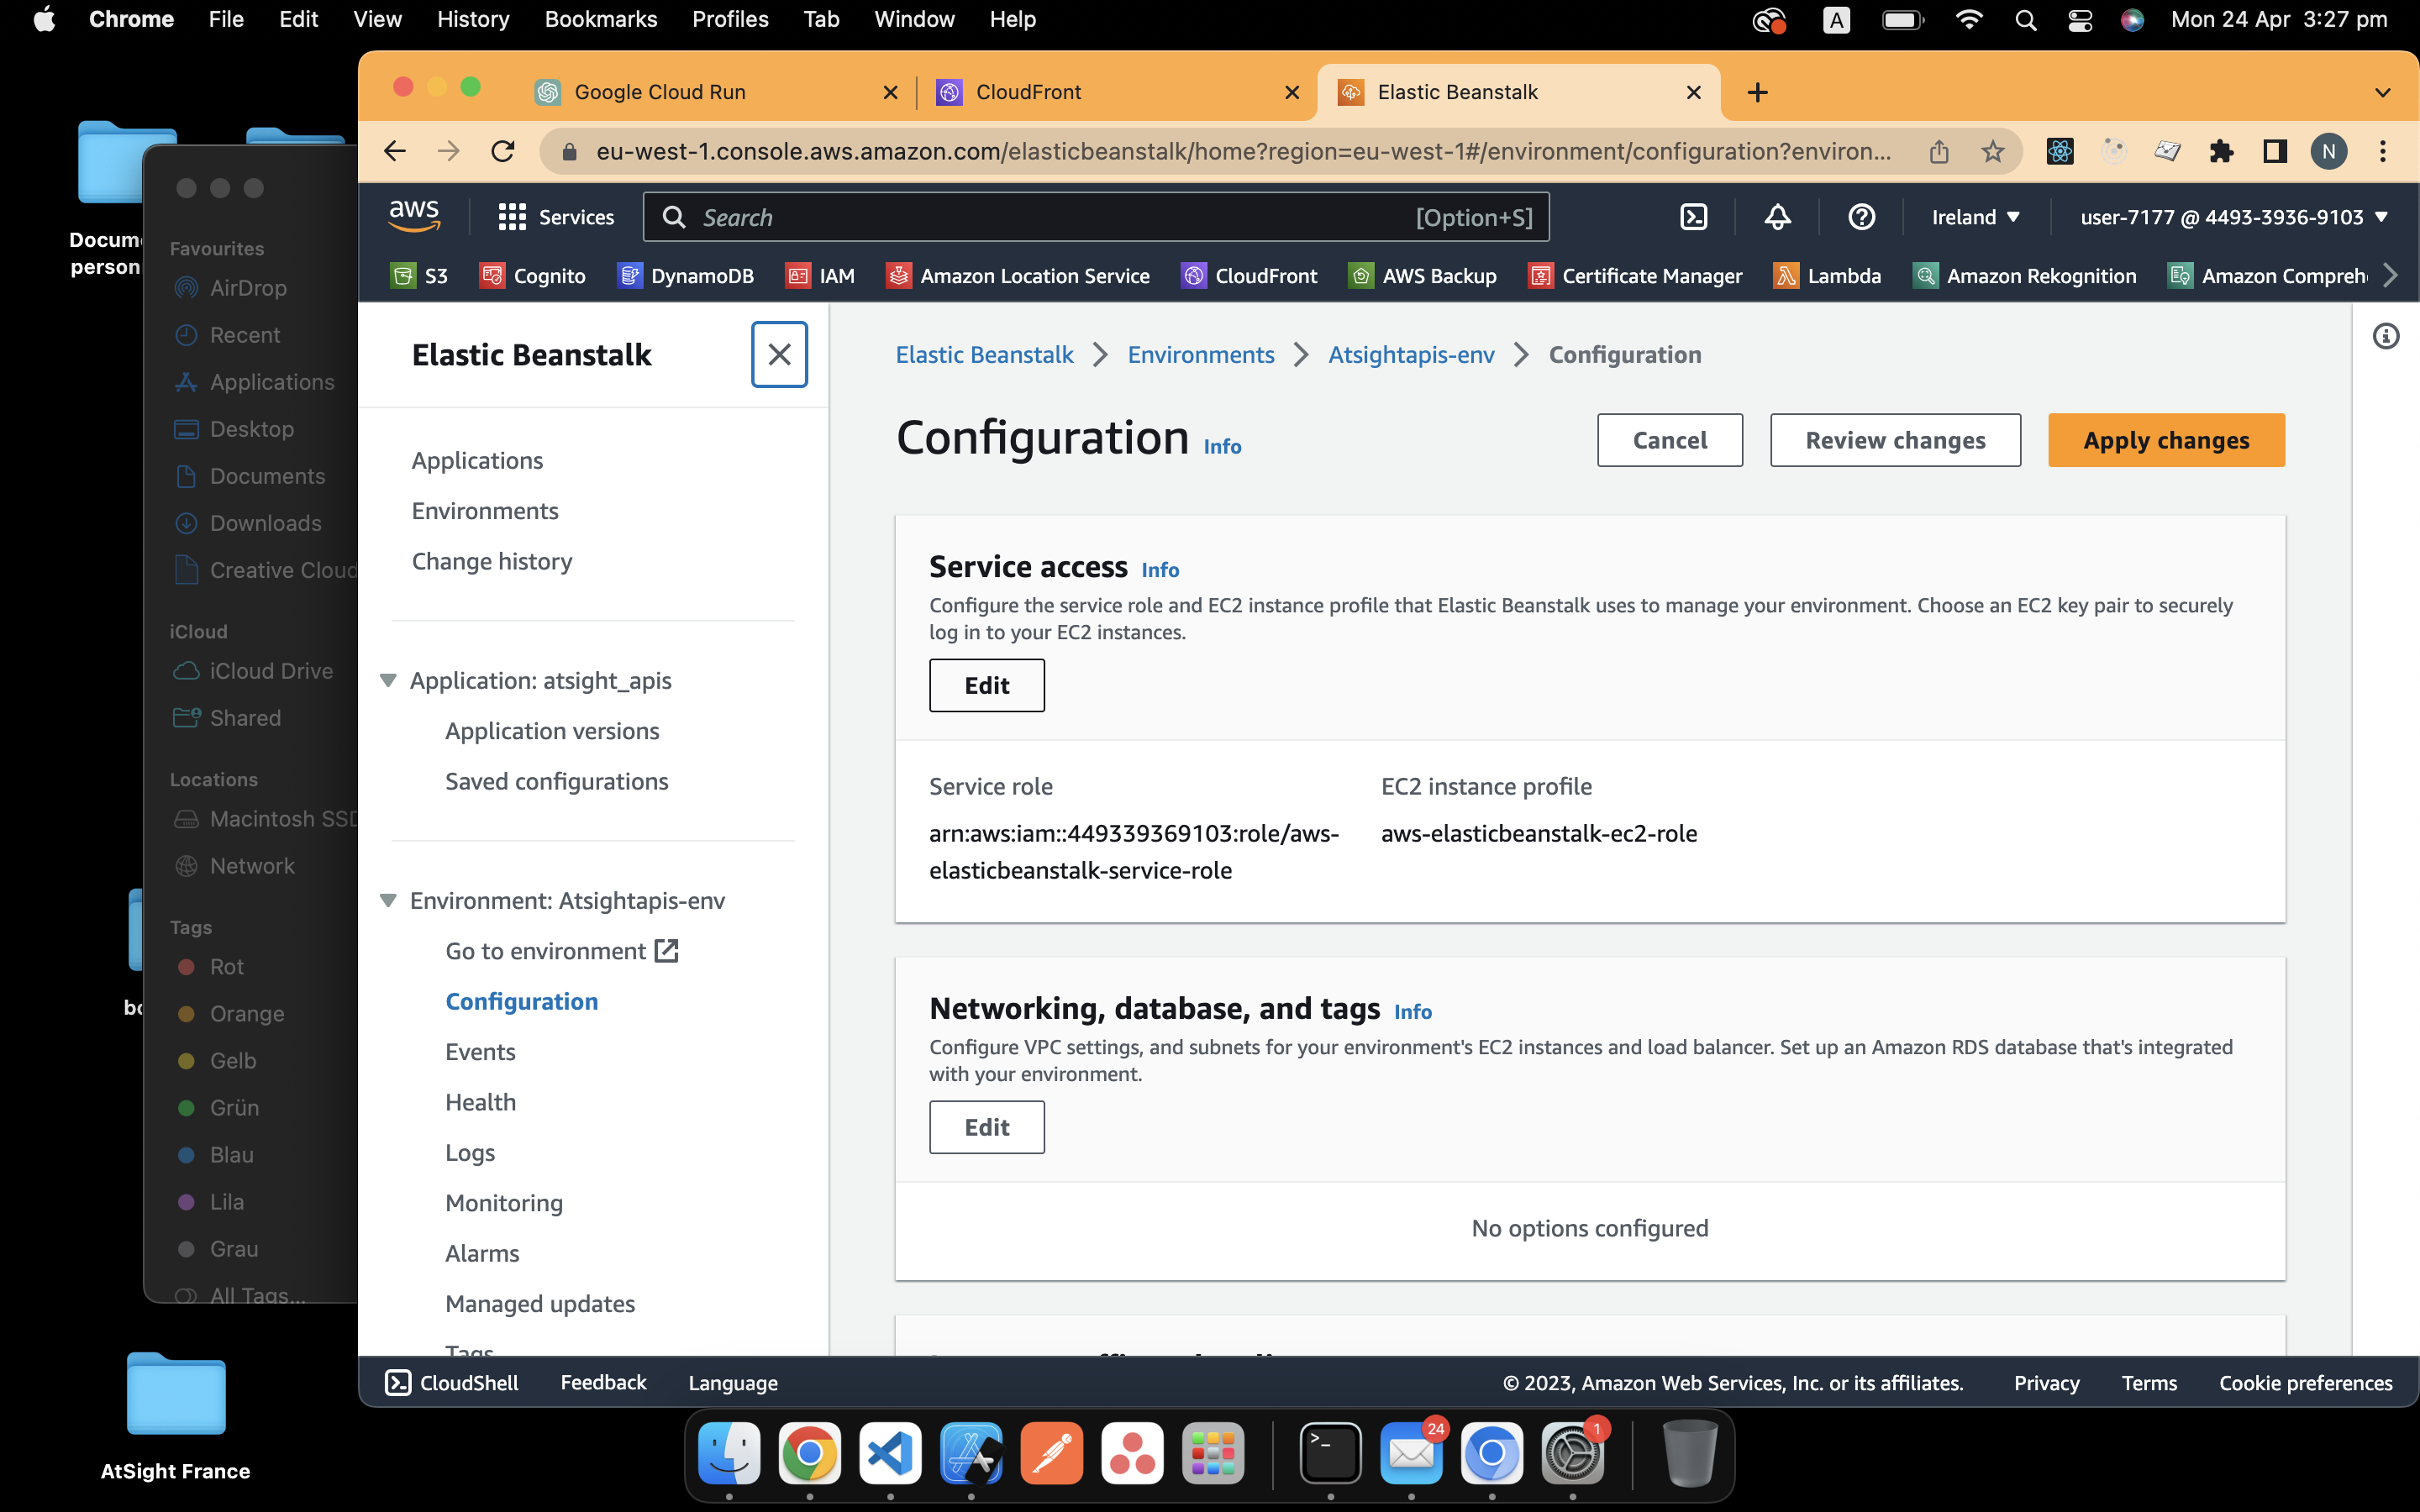 Chrome File Edit View History Bookmarks Profiles Tab Window Help
A
Mon 24 Apr 3:27 pm
Google Cloud Run
CloudFront
Elastic Beanstalk
eu-west-1.console.aws.amazon.com/elasticbeanstalk/home?region=eu-west-1#/environment/configuration?environ...
N
aws
Services
Search
[Option+S]
Ireland
user-7177 @ 4493-3936-9103
S3
Cognito
DynamoDB
IAM
Amazon Location Service
CloudFront
AWS Backup
Certificate Manager
Lambda
Amazon Rekognition
Amazon Compreh
Docum
person
Favourites
AirDrop
Recent
Applications
Desktop
Documents
Downloads
Creative Cloud
iCloud
iCloud Drive
Shared
Locations
Macintosh SSD
Network
Tags
Rot
Orange
Gelb
Grün
Blau
Lila
Grau
All Tags...
AtSight France
Elastic Beanstalk
Applications
Environments
Change history
Application: atsight_apis
Application versions
Saved configurations
Environment: Atsightapis-env
Go to environment
Configuration
Events
Health
Logs
Monitoring
Alarms
Managed updates
Tags
Elastic Beanstalk > Environments > Atsightapis-env > Configuration
Configuration Info
Cancel
Review changes
Apply changes
Service access Info
Configure the service role and EC2 instance profile that Elastic Beanstalk uses to manage your environment. Choose an EC2 key pair to securely
log in to your EC2 instances.
Edit
Service role
arn:aws:iam::449339369103:role/aws-
elasticbeanstalk-service-role
EC2 instance profile
aws-elasticbeanstalk-ec2-role
Networking, database, and tags Info
Configure VPC settings, and subnets for your environment's EC2 instances and load balancer. Set up an Amazon RDS database that's integrated
with your environment.
Edit
No options configured
CloudShell
Feedback
Language
© 2023, Amazon Web Services, Inc. or its affiliates.
Privacy
Terms
Cookie preferences
24
1